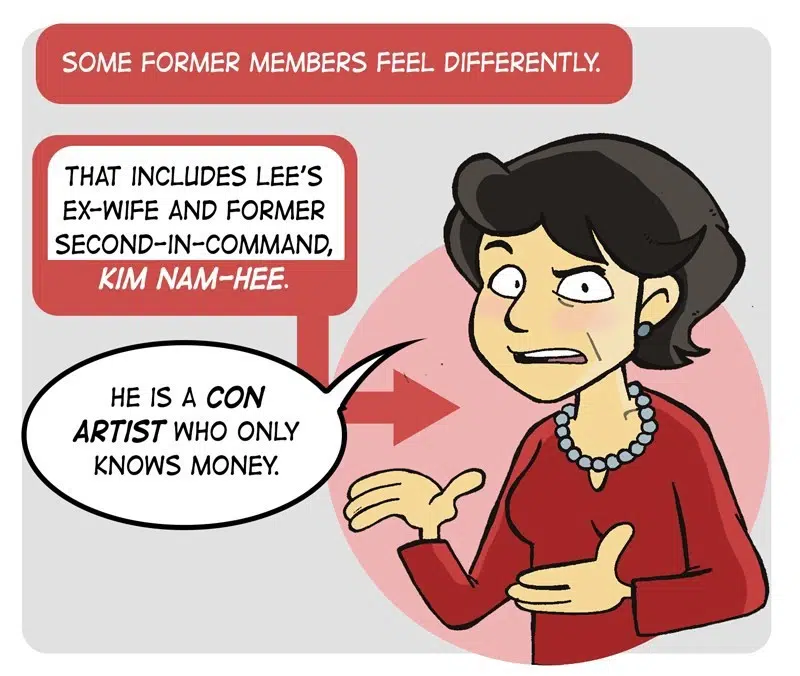 SOME FORMER MEMBERS FEEL DIFFERENTLY.
THAT INCLUDES LEE'S
EX-WIFE AND FORMER
SECOND-IN-COMMAND,
KIM NAM-HEE.
HE IS A CON
ARTIST WHO ONLY
KNOWS MONEY.